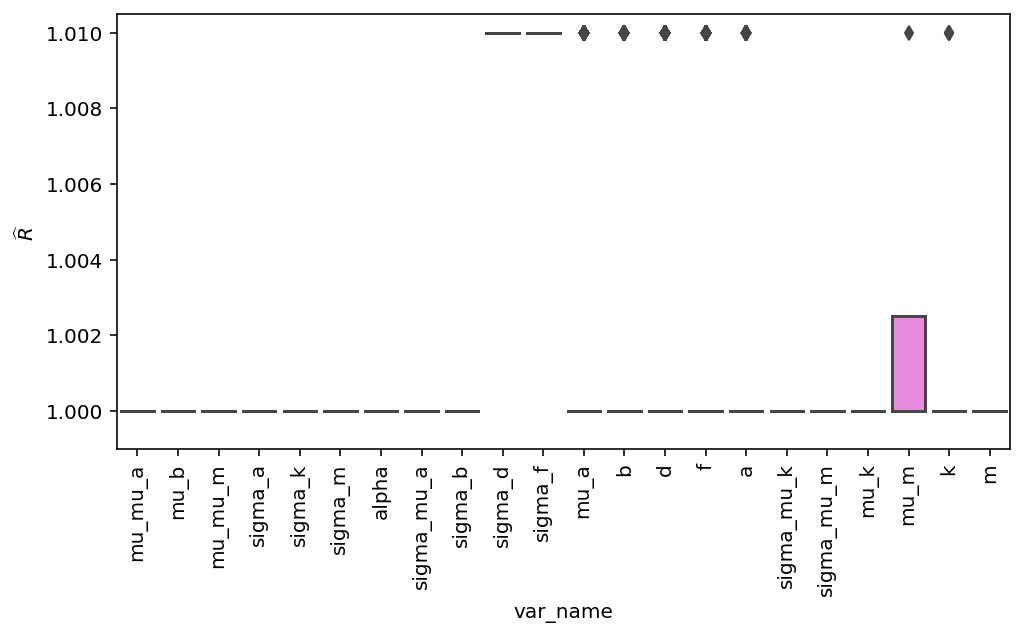 1.010
1.008
1.006
1.004
1.002
1.000
R̂
mu_mu_a
mu_b
mu_mu_m
sigma_a
sigma_k
sigma_m
alpha
sigma_mu_a
sigma_b
sigma_d
sigma_f
mu_a
b
d
f
a
sigma_mu_k
sigma_mu_m
mu_k
mu_m
k
m
var_name